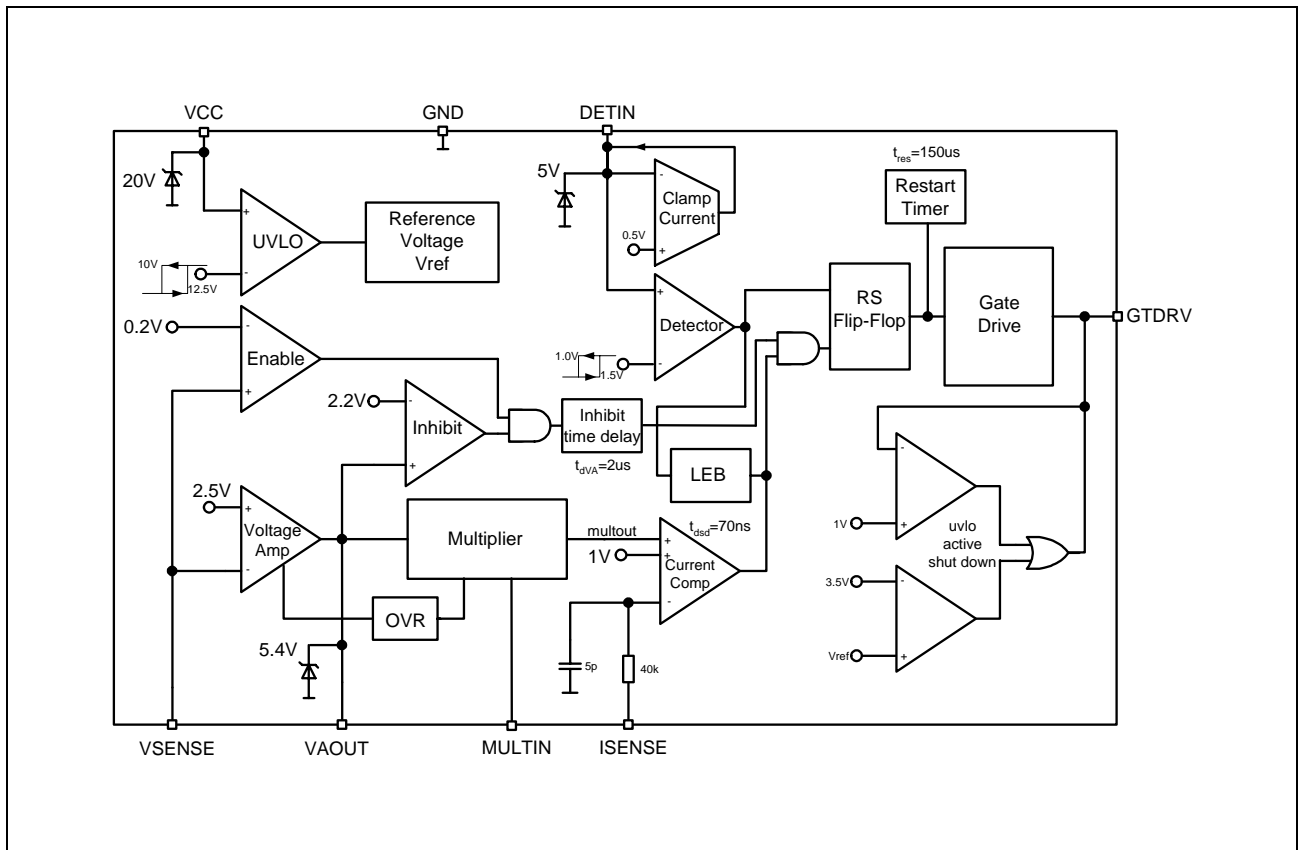 VCC
GND
DETIN
20V
+
UVLO
-
10V
12.5V
Reference
Voltage
Vref
5V
-
Clamp
Current
0.5V
+
t_res=150us
Restart
Timer
0.2V
-
Enable
+
+
Detector
-
1.0V
1.5V
RS
Flip-Flop
Gate
Drive
GTDRV
2.2V
-
Inhibit
+
Inhibit
time delay
t_dVA=2us
LEB
2.5V
+
Voltage
Amp
-
Multiplier
multout
1V
t_dsd=70ns
+
+
Current
Comp
-
OVR
5.4V
5p
40k
-
1V
+
uvlo
active
shut down
3.5V
-
Vref
+
VSENSE
VAOUT
MULTIN
ISENSE